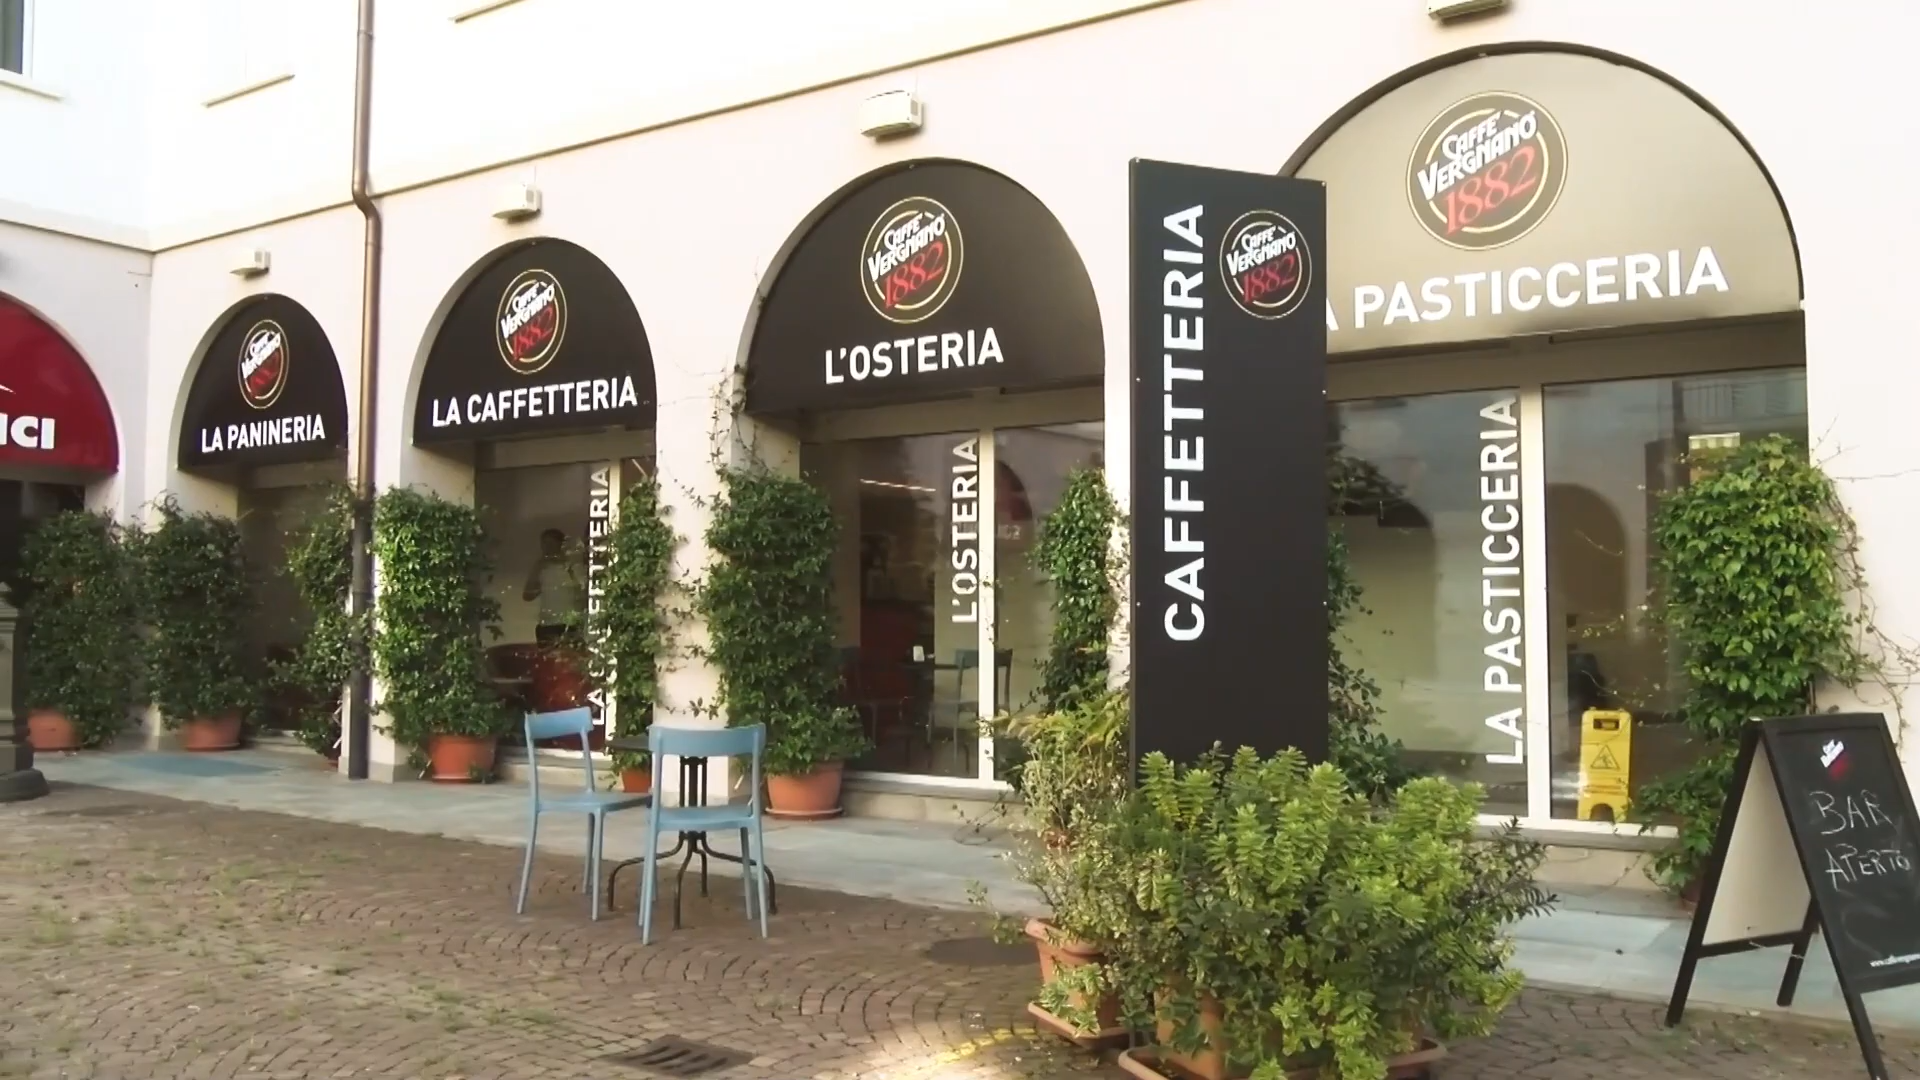 ICI
CAFFÈ
VERGNANO
1882
LA PANINERIA
CAFFÈ
VERGNANO
1882
LA CAFFETTERIA
CAFFÈ
VERGNANO
1882
L'OSTERIA
CAFFETTERIA
CAFFÈ
VERGNANO
1882
CAFFÈ
VERGNANO
1882
A PASTICCERIA
LA CAFFETTERIA
L'OSTERIA
LA PASTICCERIA
BAR
APERTO